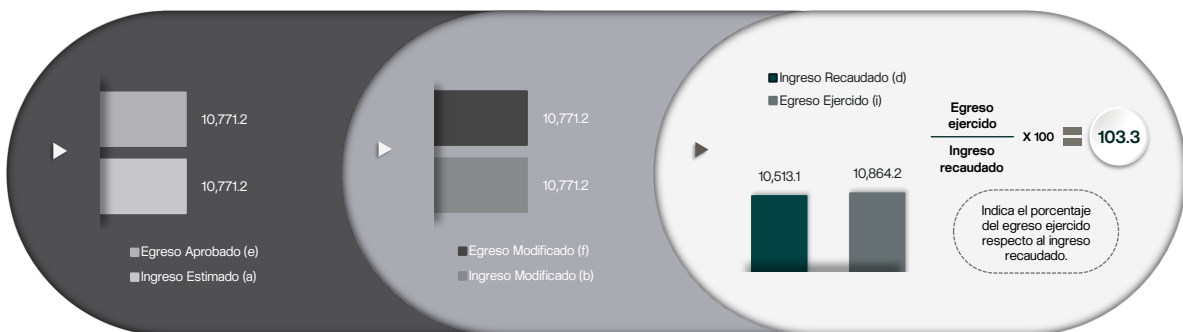 10,771.2
10,771.2
Egreso Aprobado (e)
Ingreso Estimado (a)
10,771.2
10,771.2
Egreso Modificado (f)
Ingreso Modificado (b)
Ingreso Recaudado (d)
Egreso Ejercido (i)
10,513.1
10,864.2
Egreso
ejercido
Ingreso
recaudado
X 100
103.3
Indica el porcentaje
del egreso ejercido
respecto al ingreso
recaudado.